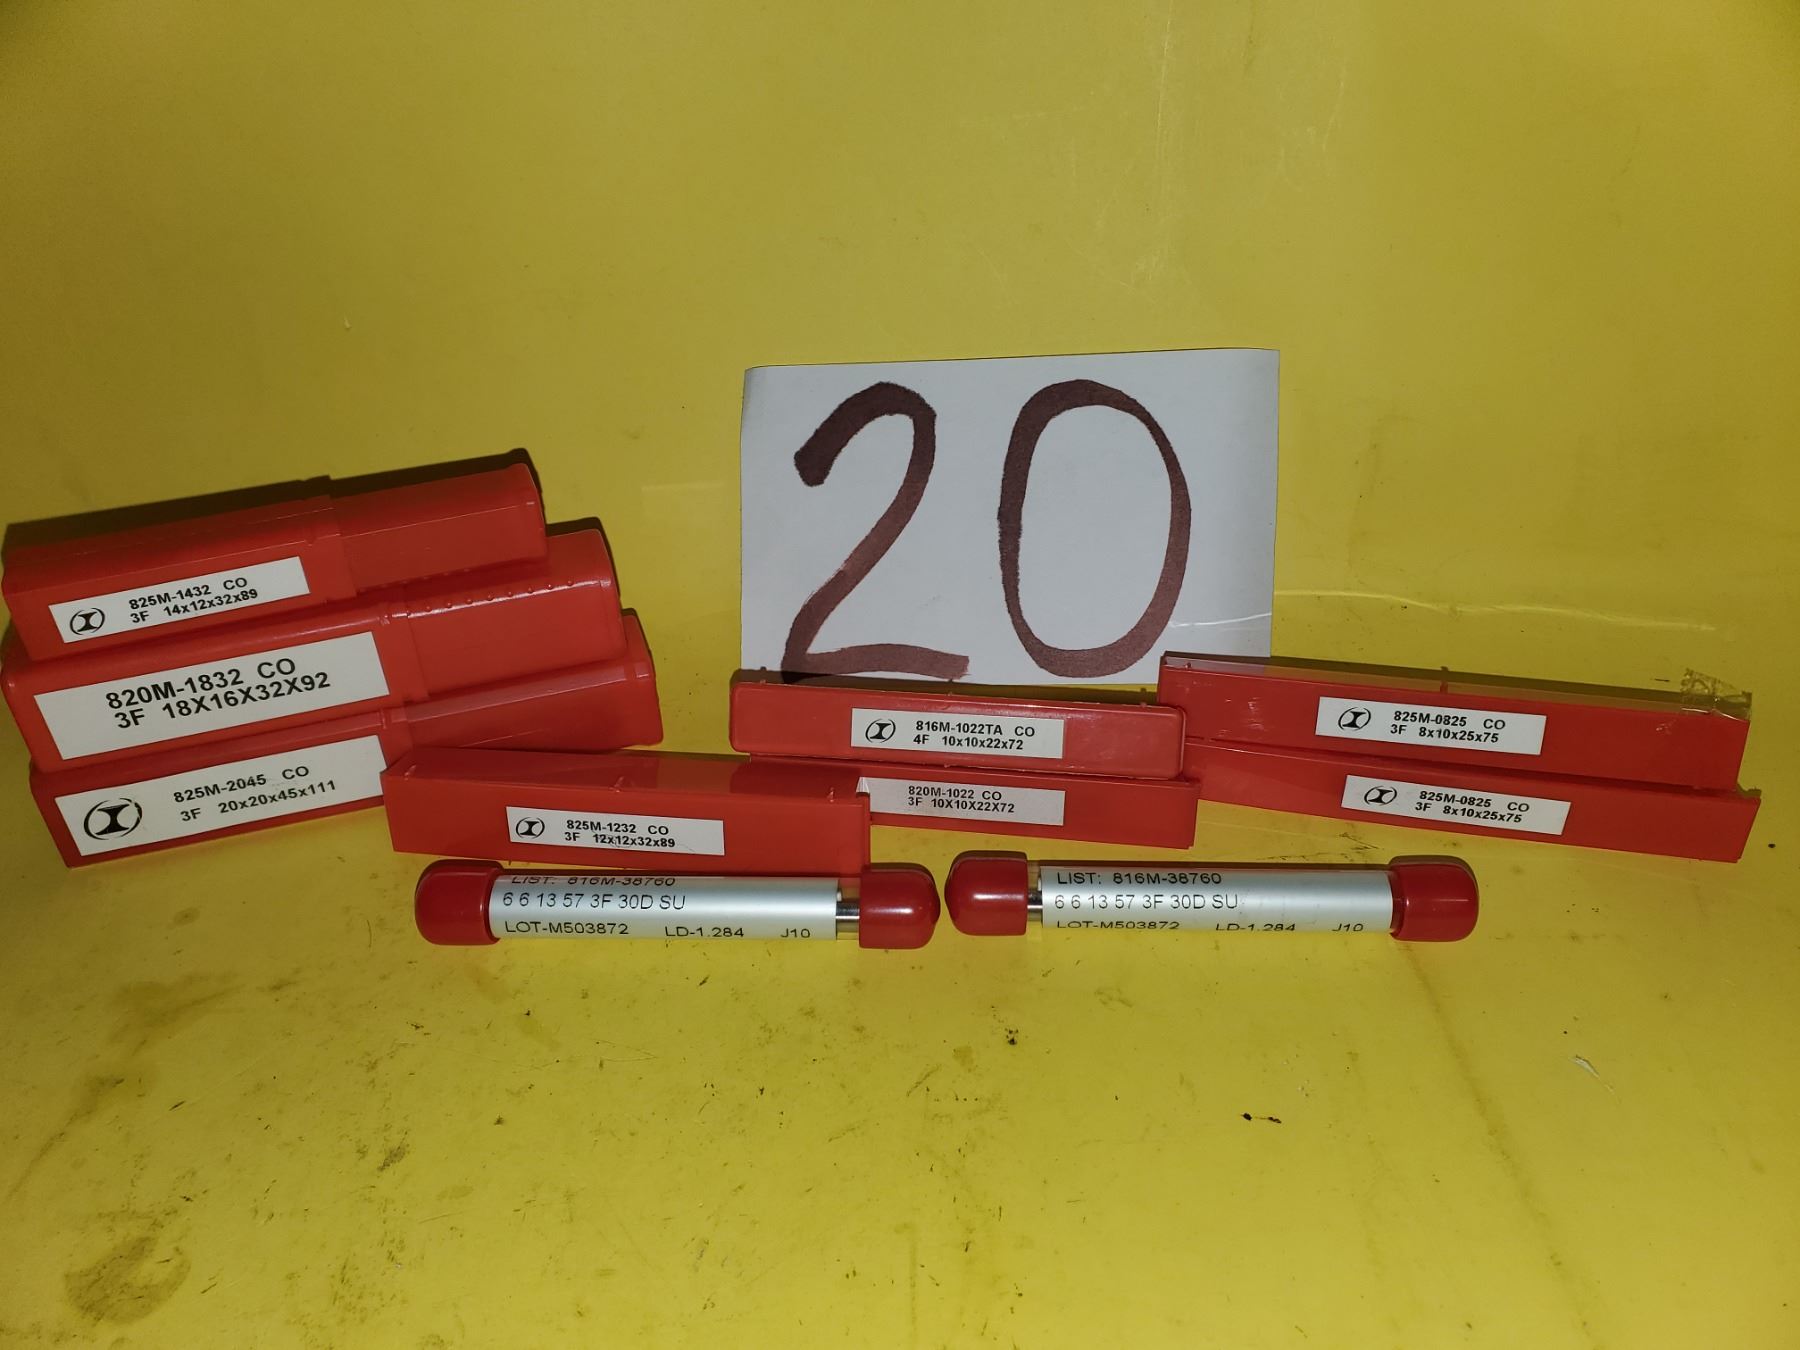 20
825M-1432 CO
3F 14x12x32x89
820M-1832 CO
3F 18X16X32X92
825M-2045 CO
3F 20x20x45x111
825M-1232 CO
3F 12x12x32x89
816M-1022TA CO
4F 10x10x22x72
820M-1022 CO
3F 10X10X22X72
825M-0825 CO
3F 8x10x25x75
825M-0825 CO
3F 8x10x25x75
LIST: 816M-38760
6 6 13 57 3F 30D SU
LOT-M503872 LD-1.284 J10
LIST: 816M-38760
6 6 13 57 3F 30D SU
LOT-M503872 LD-1.284 J10